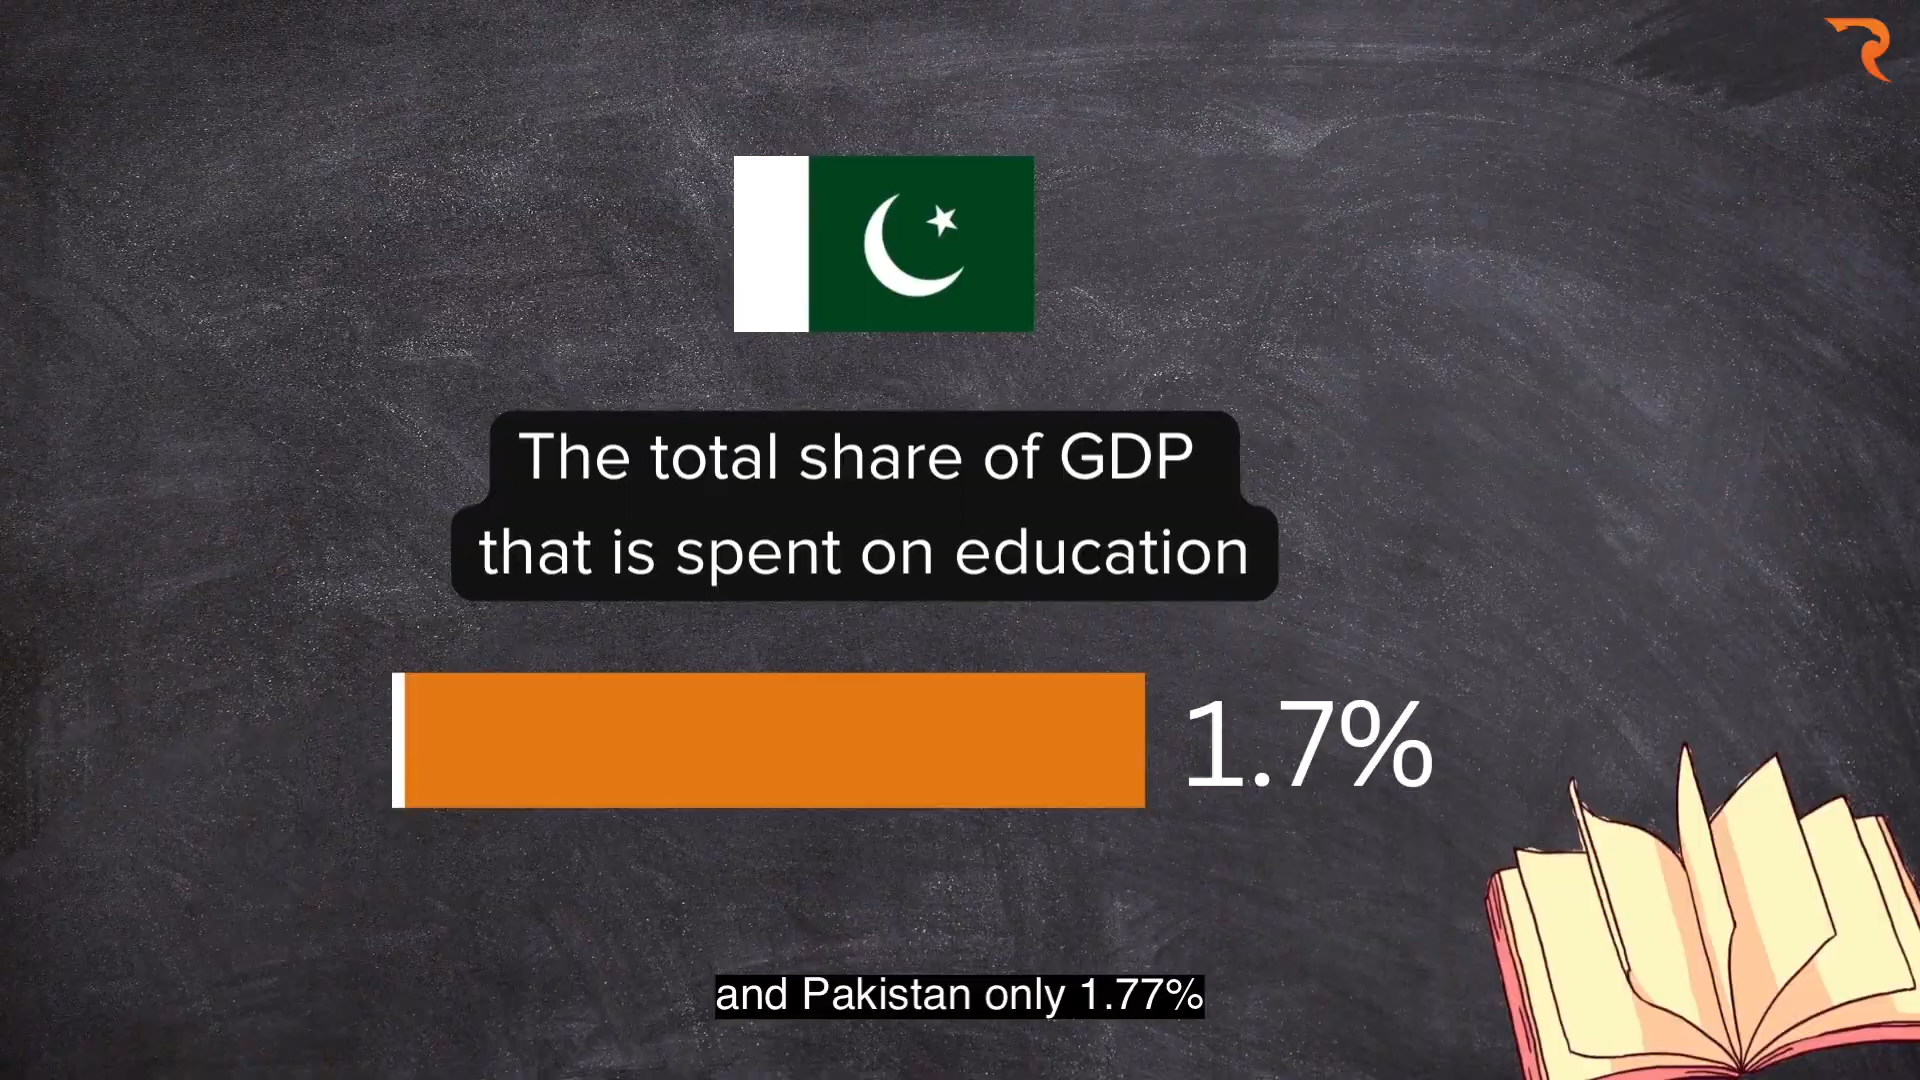 The total share of GDP
that is spent on education
1.7%
and Pakistan only 1.77%